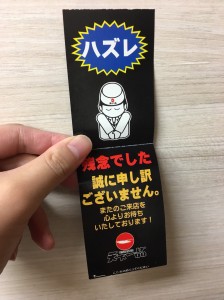 ハズレ
残念でした
誠に申し訳
ございません。
またのご来店を
心よりお待ち
いたしております!